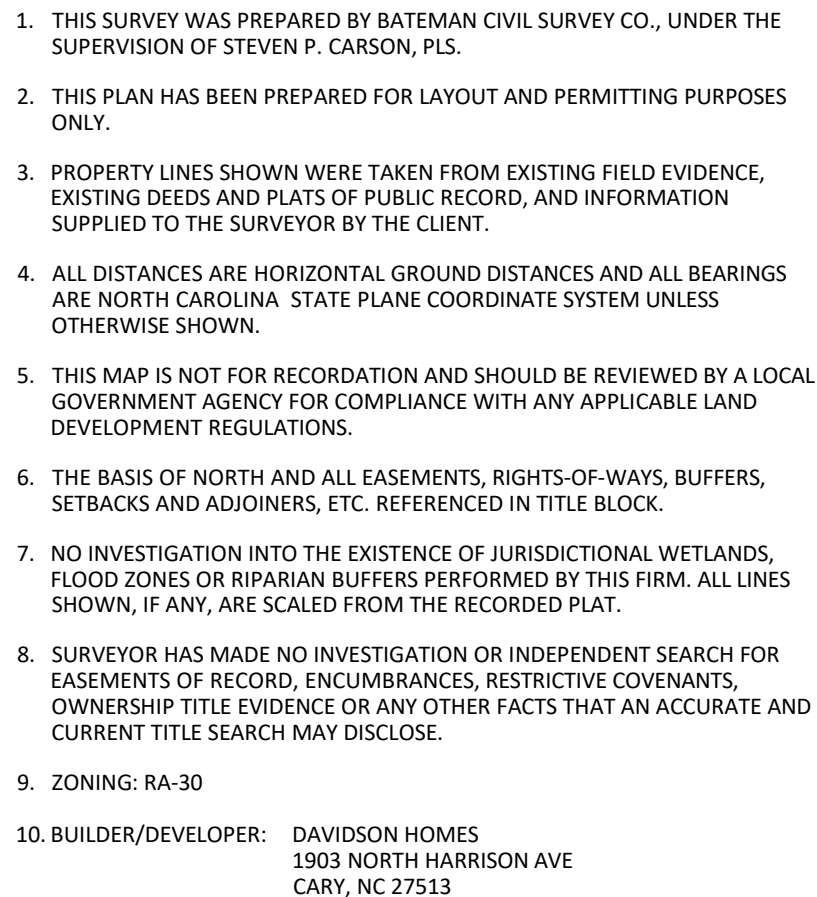 1. THIS SURVEY WAS PREPARED BY BATEMAN CIVIL SURVEY CO., UNDER THE
SUPERVISION OF STEVEN P. CARSON, PLS.
2. THIS PLAN HAS BEEN PREPARED FOR LAYOUT AND PERMITTING PURPOSES
ONLY.
3. PROPERTY LINES SHOWN WERE TAKEN FROM EXISTING FIELD EVIDENCE,
EXISTING DEEDS AND PLATS OF PUBLIC RECORD, AND INFORMATION
SUPPLIED TO THE SURVEYOR BY THE CLIENT.
4. ALL DISTANCES ARE HORIZONTAL GROUND DISTANCES AND ALL BEARINGS
ARE NORTH CAROLINA  STATE PLANE COORDINATE SYSTEM UNLESS
OTHERWISE SHOWN.
5. THIS MAP IS NOT FOR RECORDATION AND SHOULD BE REVIEWED BY A LOCAL
GOVERNMENT AGENCY FOR COMPLIANCE WITH ANY APPLICABLE LAND
DEVELOPMENT REGULATIONS.
6. THE BASIS OF NORTH AND ALL EASEMENTS, RIGHTS-OF-WAYS, BUFFERS,
SETBACKS AND ADJOINERS, ETC. REFERENCED IN TITLE BLOCK.
7. NO INVESTIGATION INTO THE EXISTENCE OF JURISDICTIONAL WETLANDS,
FLOOD ZONES OR RIPARIAN BUFFERS PERFORMED BY THIS FIRM. ALL LINES
SHOWN, IF ANY, ARE SCALED FROM THE RECORDED PLAT.
8. SURVEYOR HAS MADE NO INVESTIGATION OR INDEPENDENT SEARCH FOR
EASEMENTS OF RECORD, ENCUMBRANCES, RESTRICTIVE COVENANTS,
OWNERSHIP TITLE EVIDENCE OR ANY OTHER FACTS THAT AN ACCURATE AND
CURRENT TITLE SEARCH MAY DISCLOSE.
9. ZONING: RA-30
10. BUILDER/DEVELOPER: DAVIDSON HOMES
1903 NORTH HARRISON AVE
CARY, NC 27513